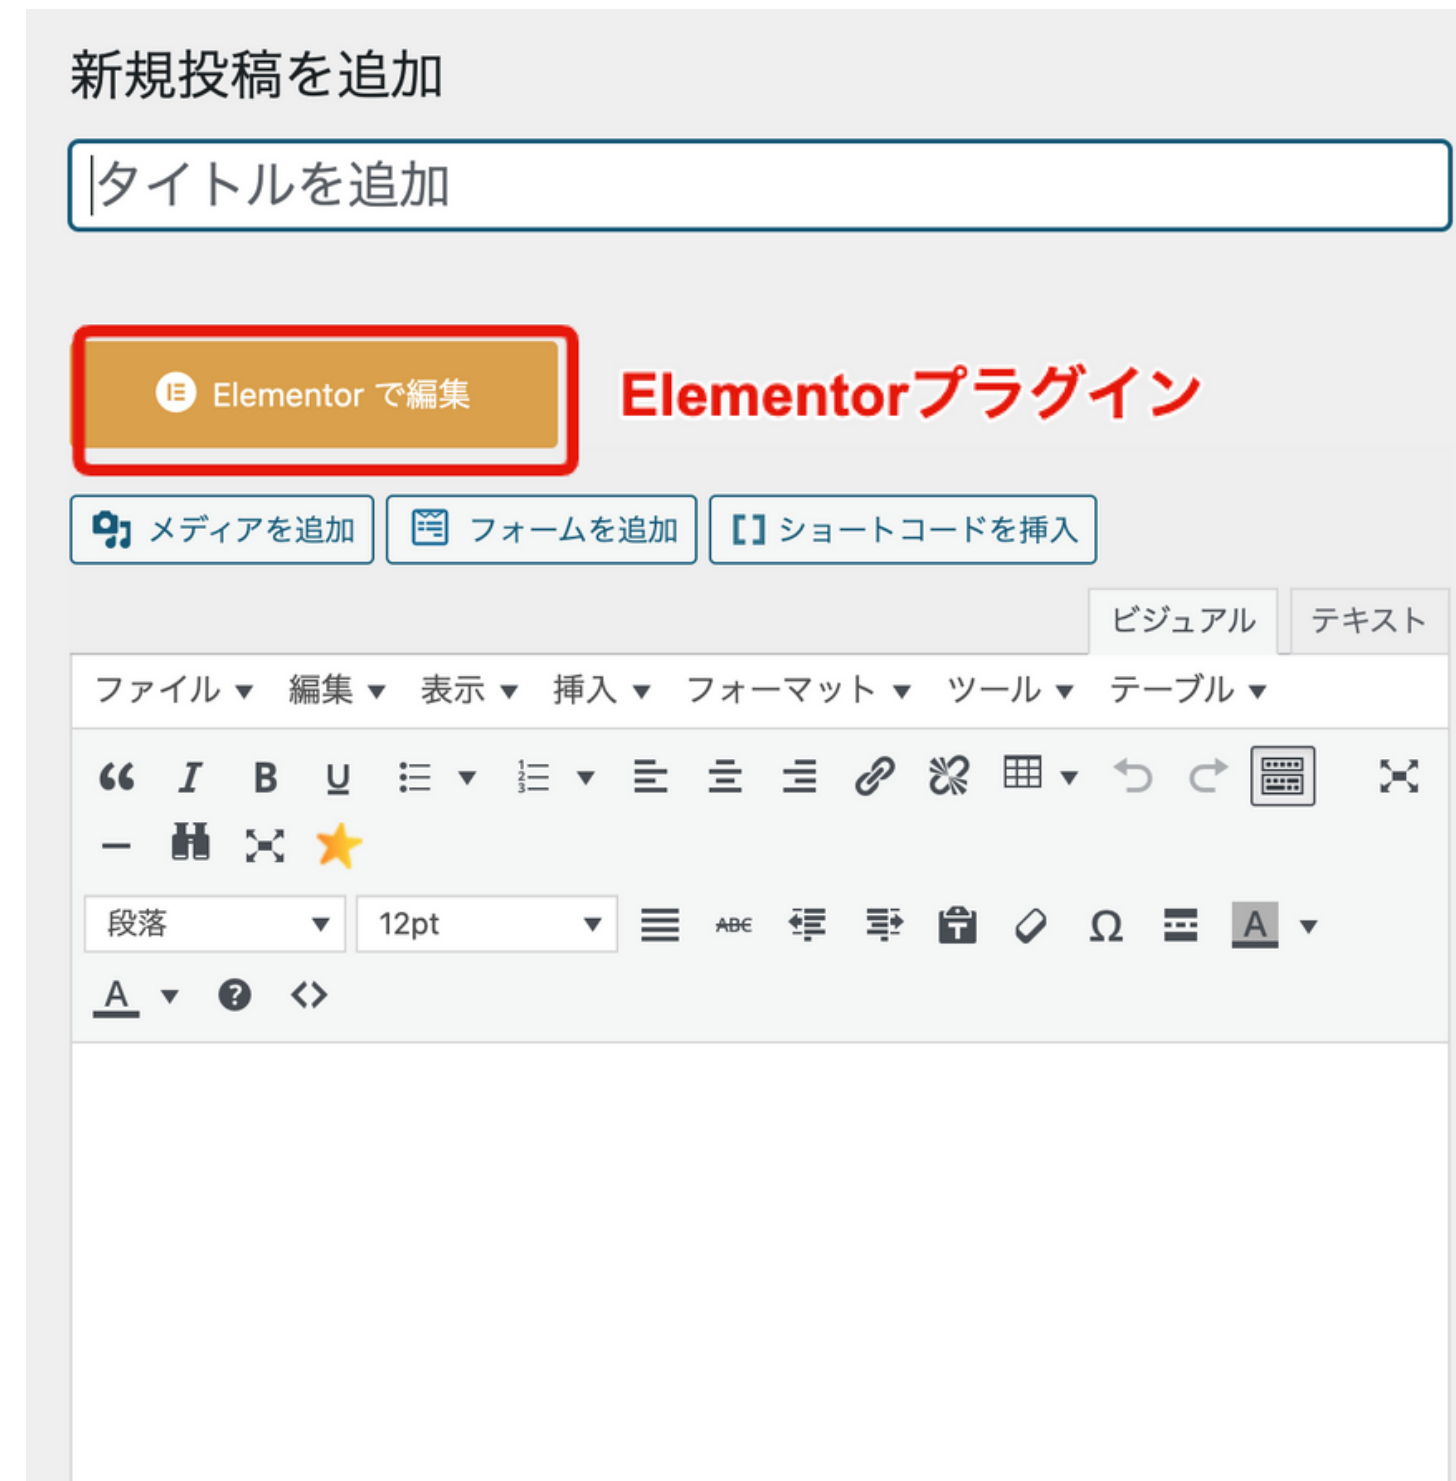 新規投稿を追加
タイトルを追加
Elementor で編集
Elementorプラグイン
メディアを追加 フォームを追加 [] ショートコードを挿入
ビジュアル テキスト
ファイル ▼ 編集 ▼ 表示 ▼ 挿入 ▼ フォーマット ▼ ツール ▼ テーブル ▼
B U
段落 12pt ABC Ω A
A ? <>